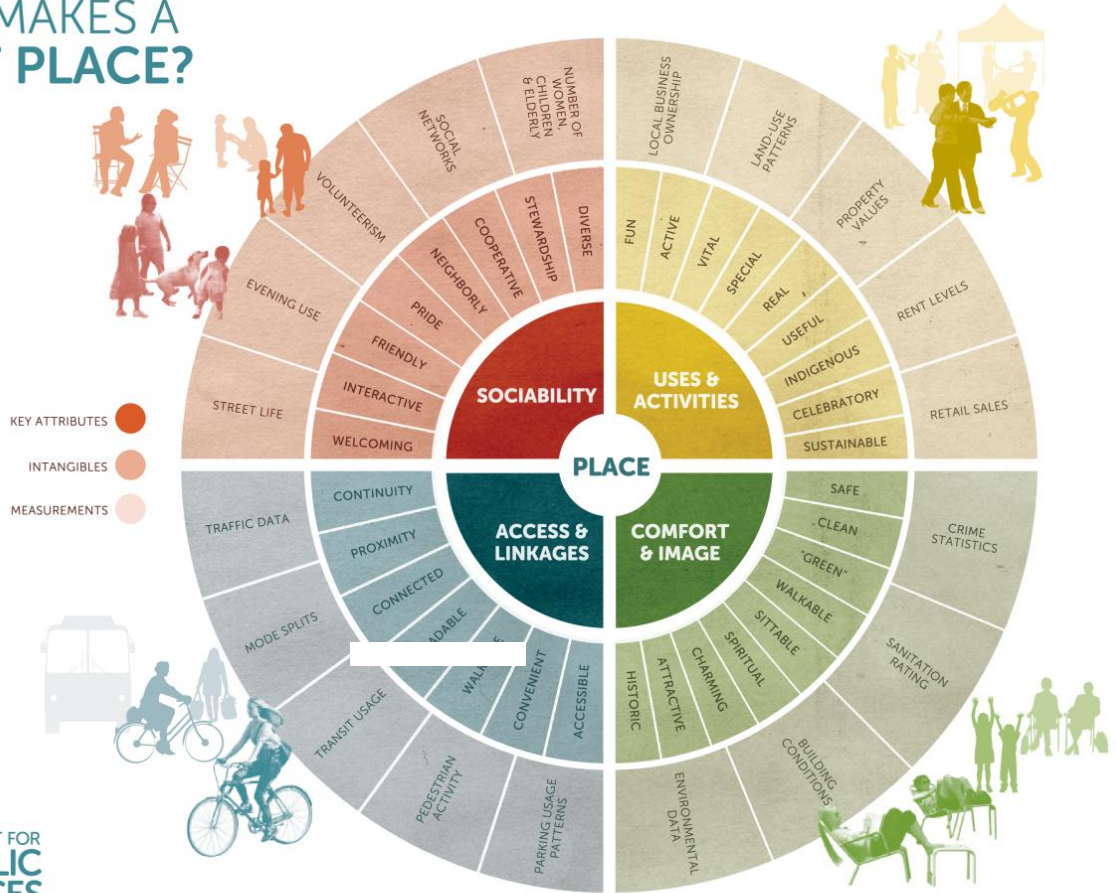 MAKES A
PLACE?
KEY ATTRIBUTES
INTANGIBLES
MEASUREMENTS
PLACE
SOCIABILITY
USES &
ACTIVITIES
ACCESS &
LINKAGES
COMFORT
& IMAGE
WELCOMING
INTERACTIVE
FRIENDLY
PRIDE
NEIGHBORLY
COOPERATIVE
STEWARDSHIP
DIVERSE
FUN
ACTIVE
VITAL
SPECIAL
REAL
USEFUL
INDIGENOUS
CELEBRATORY
SUSTAINABLE
SAFE
CLEAN
"GREEN"
WALKABLE
SITTABLE
SPIRITUAL
CHARMING
ATTRACTIVE
HISTORIC
ACCESSIBLE
CONVENIENT
CONNECTED
PROXIMITY
CONTINUITY
STREET LIFE
EVENING USE
VOLUNTEERISM
SOCIAL
NETWORKS
NUMBER OF
WOMEN,
CHILDREN
& ELDERLY
LOCAL BUSINESS
OWNERSHIP
LAND-USE
PATTERNS
PROPERTY
VALUES
RENT LEVELS
RETAIL SALES
CRIME
STATISTICS
SANITATION
RATING
BUILDING
CONDITIONS
ENVIRONMENTAL
DATA
PARKING USAGE
PATTERNS
PEDESTRIAN
ACTIVITY
TRANSIT USAGE
MODE SPLITS
TRAFFIC DATA
FOR